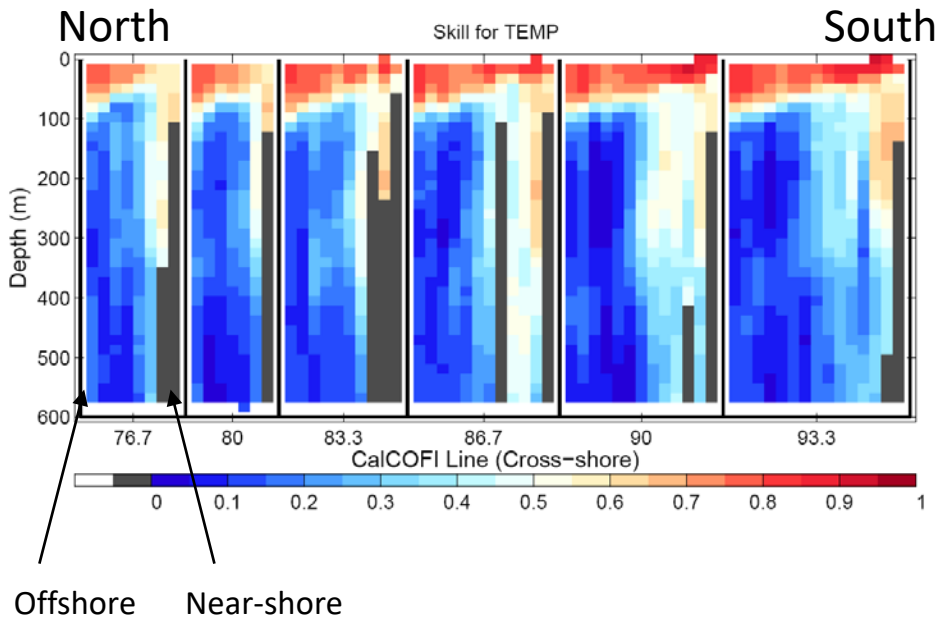 North
South
Skill for TEMP
0
100
200
300
400
500
600
Depth (m)
76.7 80 83.3 86.7 90 93.3
CalCOFI Line (Cross-shore)
0 0.1 0.2 0.3 0.4 0.5 0.6 0.7 0.8 0.9 1
Offshore Near-shore